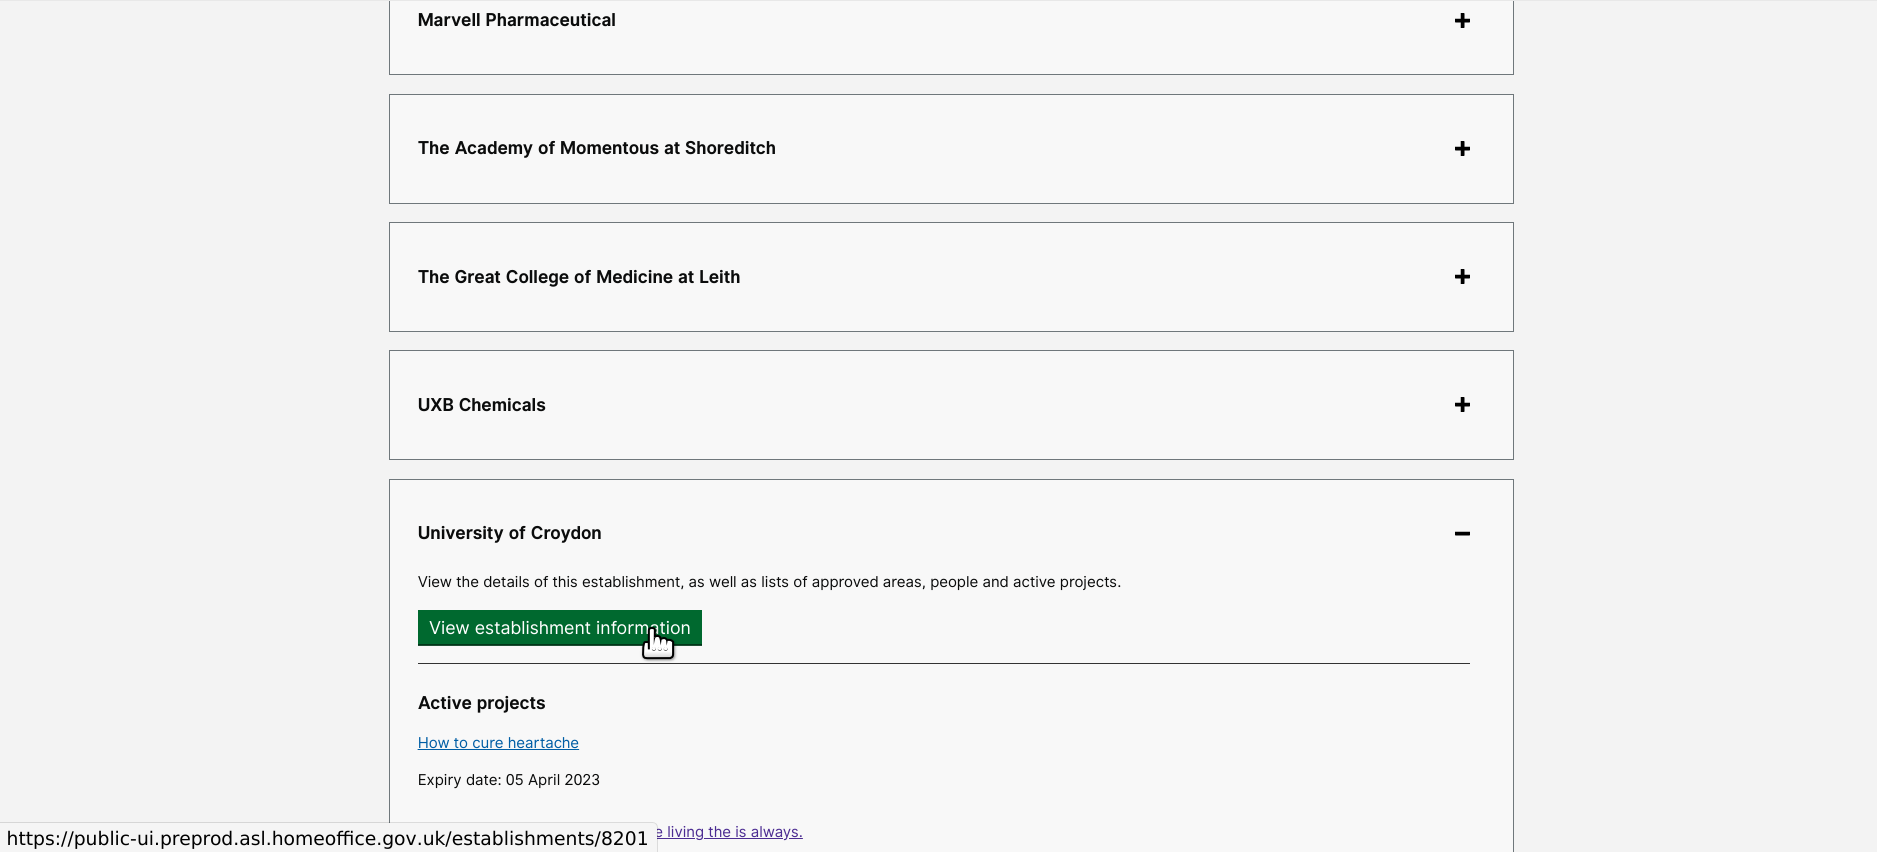 Marvell Pharmaceutical
The Academy of Momentous at Shoreditch
The Great College of Medicine at Leith
UXB Chemicals
University of Croydon
View the details of this establishment, as well as lists of approved areas, people and active projects.
View establishment information
Active projects
How to cure heartache
Expiry date: 05 April 2023
living the is always.
https://public-ui.preprod.asl.homeoffice.gov.uk/establishments/8201